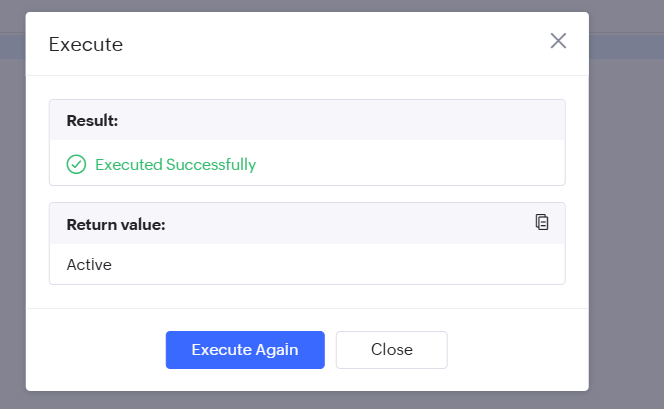 Execute
Result:
Executed Successfully
Return value:
Active
Execute Again
Close